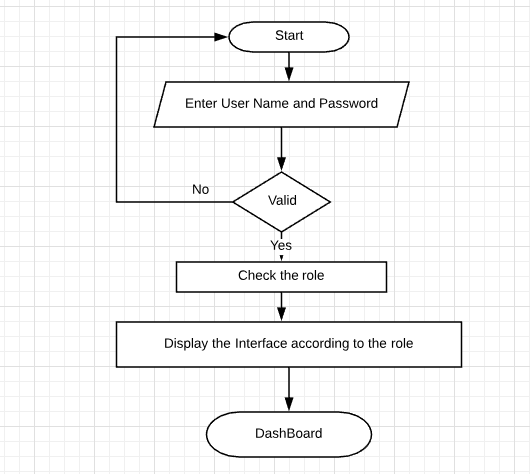 Start
Enter User Name and Password
Valid
No
Yes
Check the role
Display the Interface according to the role
DashBoard